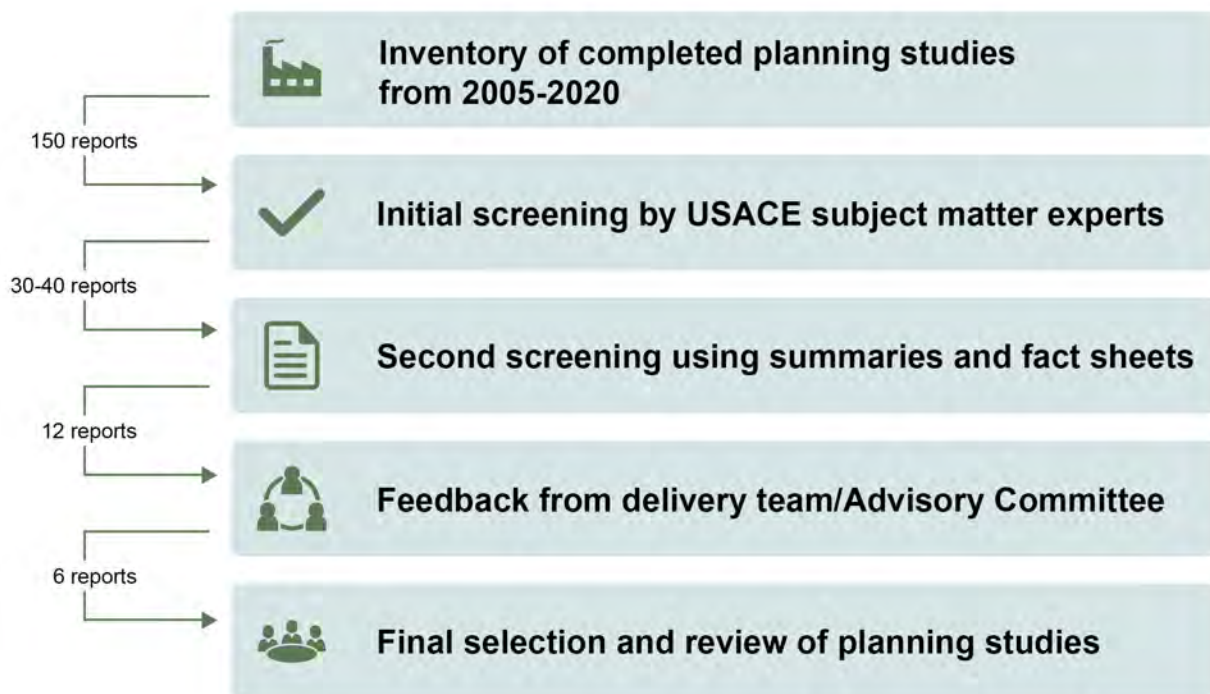 Inventory of completed planning studies
from 2005-2020
150 reports
Initial screening by USACE subject matter experts
30-40 reports
Second screening using summaries and fact sheets
12 reports
Feedback from delivery team/Advisory Committee
6 reports
Final selection and review of planning studies